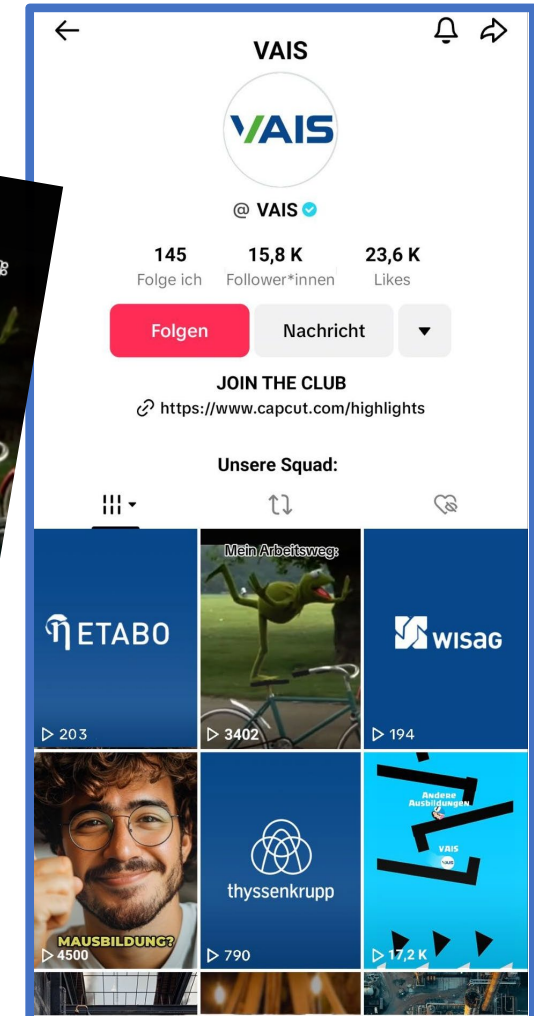 VAIS
VAIS
@ VAIS
145 15,8 K 23,6 K
Folge ich Follower*innen Likes
Folgen Nachricht
JOIN THE CLUB
https://www.capcut.com/highlights
Unsere Squad:
ETABO
203
Mein Arbeitsweg:
3402
WISAG
194
MAUSBILDUNG?
4500
thyssenkrupp
790
Andere
Ausbildungen
VAIS
VAIS
17,2 K